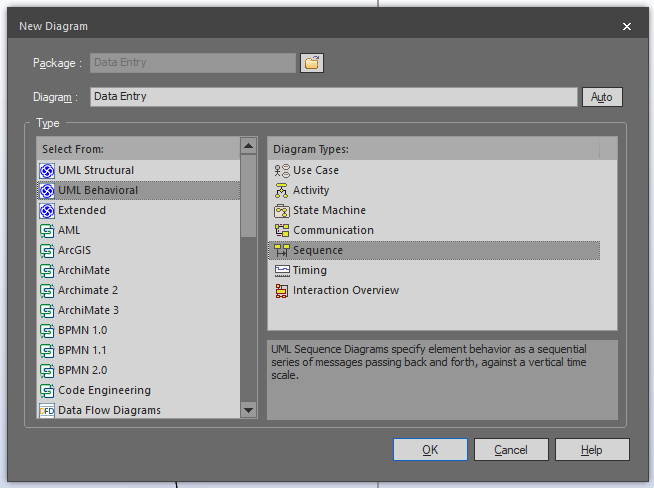 New Diagram
Package :
Data Entry
Diagram:
Data Entry
Auto
Type
Select From:
UML Structural
UML Behavioral
Extended
AML
ArcGIS
ArchiMate
Archimate 2
ArchiMate 3
BPMN 1.0
BPMN 1.1
BPMN 2.0
Code Engineering
DFD Data Flow Diagrams
Diagram Types:
Use Case
Activity
State Machine
Communication
Sequence
Timing
Interaction Overview
UML Sequence Diagrams specify element behavior as a sequential
series of messages passing back and forth, against a vertical time
scale.
OK
Cancel
Help